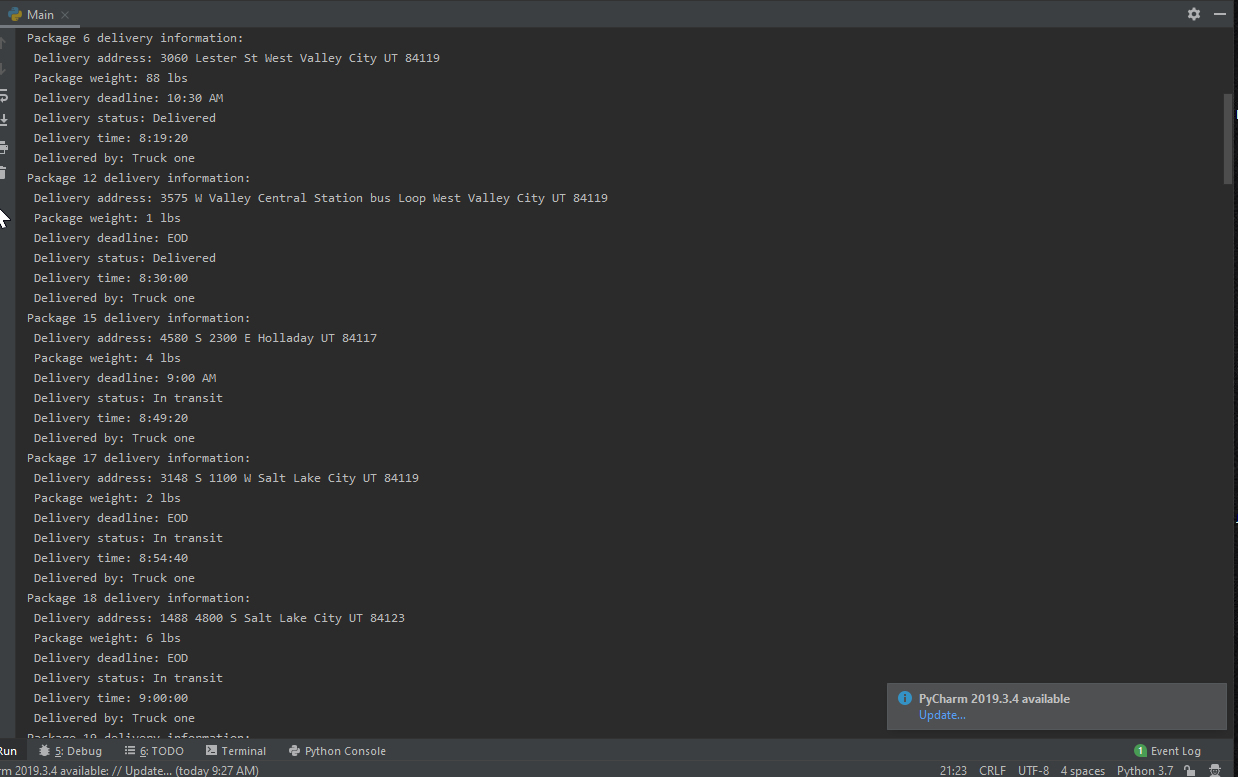 Main
Package 6 delivery information:
Delivery address: 3060 Lester St West Valley City UT 84119
Package weight: 88 lbs
Delivery deadline: 10:30 AM
Delivery status: Delivered
Delivery time: 8:19:20
Delivered by: Truck one
Package 12 delivery information:
Delivery address: 3575 W Valley Central Station bus Loop West Valley City UT 84119
Package weight: 1 lbs
Delivery deadline: EOD
Delivery status: Delivered
Delivery time: 8:30:00
Delivered by: Truck one
Package 15 delivery information:
Delivery address: 4580 S 2300 E Holladay UT 84117
Package weight: 4 lbs
Delivery deadline: 9:00 AM
Delivery status: In transit
Delivery time: 8:49:20
Delivered by: Truck one
Package 17 delivery information:
Delivery address: 3148 S 1100 W Salt Lake City UT 84119
Package weight: 2 lbs
Delivery deadline: EOD
Delivery status: In transit
Delivery time: 8:54:40
Delivered by: Truck one
Package 18 delivery information:
Delivery address: 1488 4800 S Salt Lake City UT 84123
Package weight: 6 lbs
Delivery deadline: EOD
Delivery status: In transit
Delivery time: 9:00:00
Delivered by: Truck one
Package 19 delivery information:
PyCharm 2019.3.4 available
Update...
Run 5: Debug 6: TODO Terminal Python Console 1 Event Log
rm 2019.3.4 available: // Update... (today 9:27 AM) 21:23 CRLF UTF-8 4 spaces Python 3.7